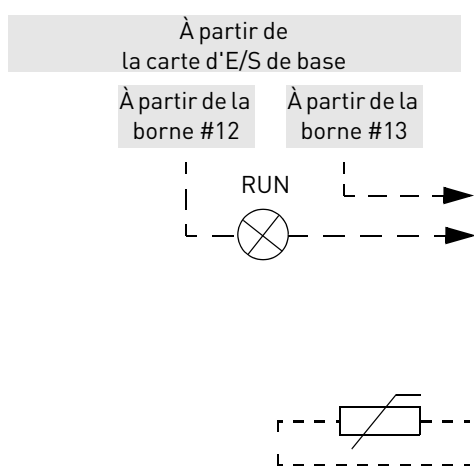 À partir de
la carte d'E/S de base
À partir de la
borne #12
À partir de la
borne #13
RUN